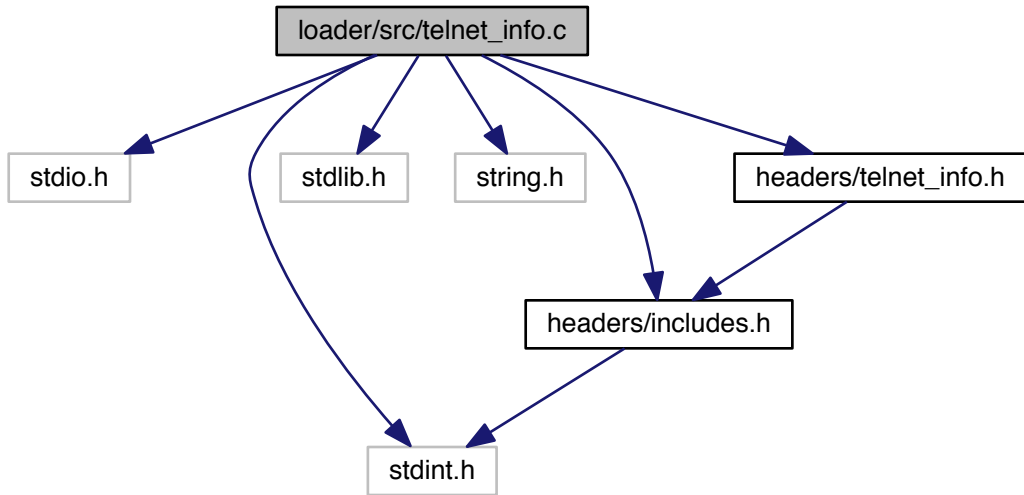 loader/src/telnet_info.c
stdio.h
stdlib.h
string.h
headers/telnet_info.h
headers/includes.h
stdint.h